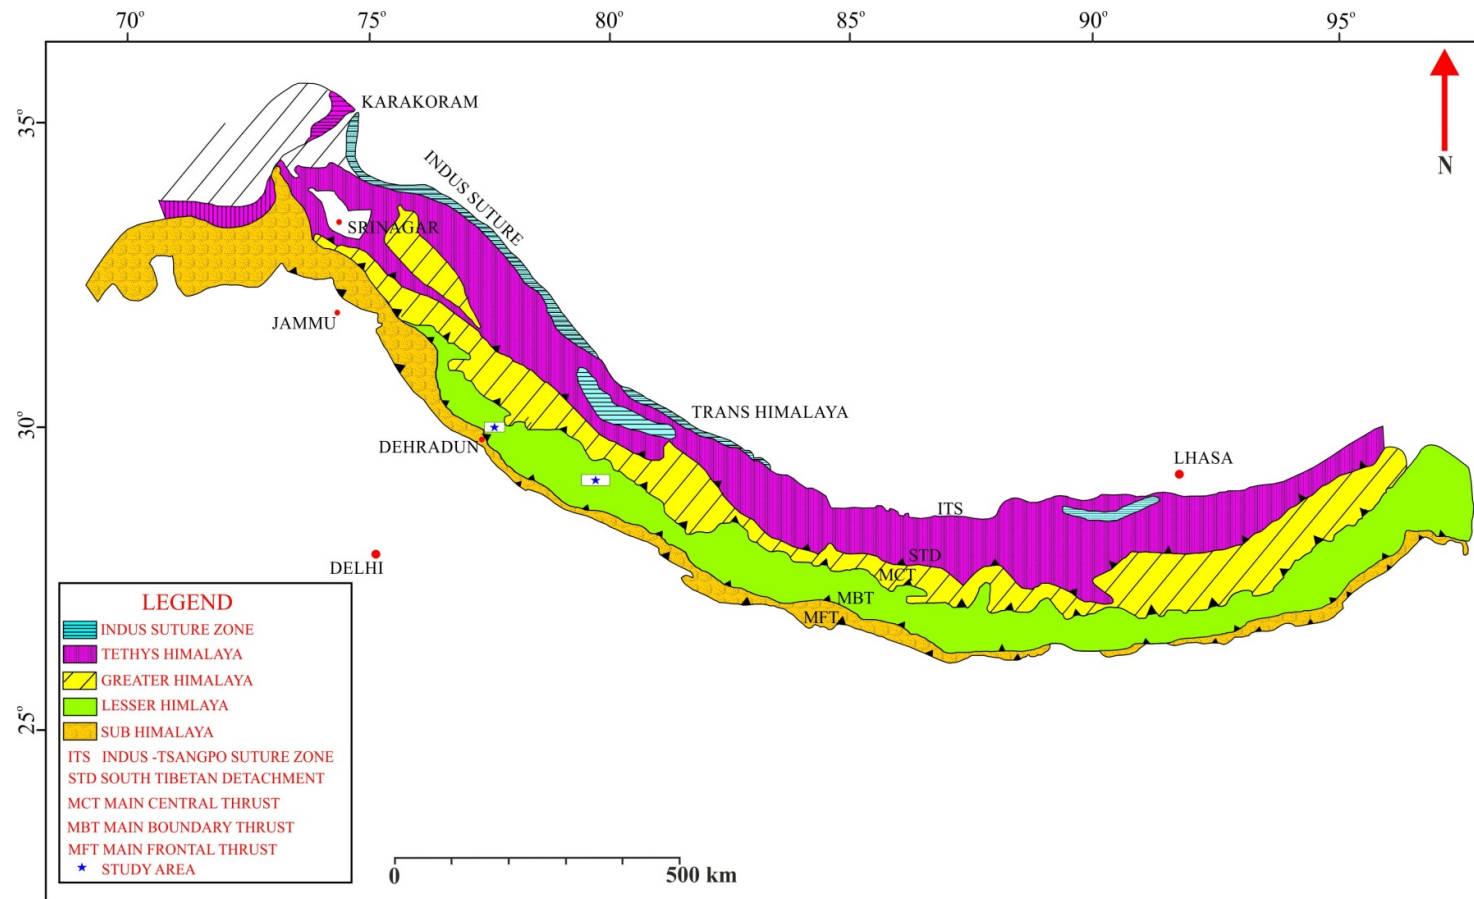 70° 75° 80° 85° 90° 95°
35°
30°
25°
KARAKORAM
INDUS SUTURE
N
SRINAGAR
JAMMU
TRANS HIMALAYA
DEHRADUN
LHASA
ITS
DELHI
STD
MCT
MBT
MFT
LEGEND
INDUS SUTURE ZONE
TETHYS HIMALAYA
GREATER HIMALAYA
LESSER HIMLAYA
SUB HIMALAYA
ITS INDUS -TSANGPO SUTURE ZONE
STD SOUTH TIBETAN DETACHMENT
MCT MAIN CENTRAL THRUST
MBT MAIN BOUNDARY THRUST
MFT MAIN FRONTAL THRUST
STUDY AREA
0 500 km